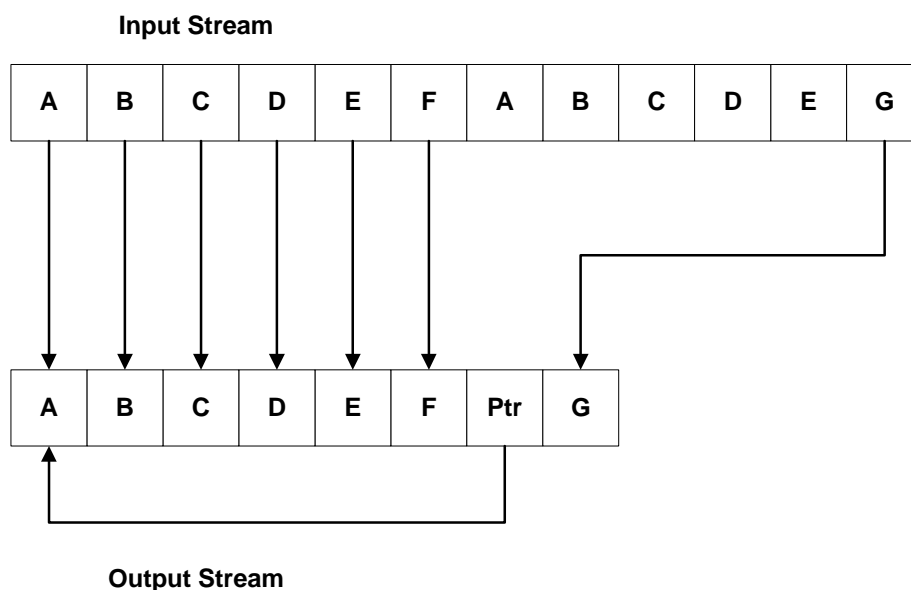 Input Stream
A B C D E F A B C D E G
A B C D E F Ptr G
Output Stream